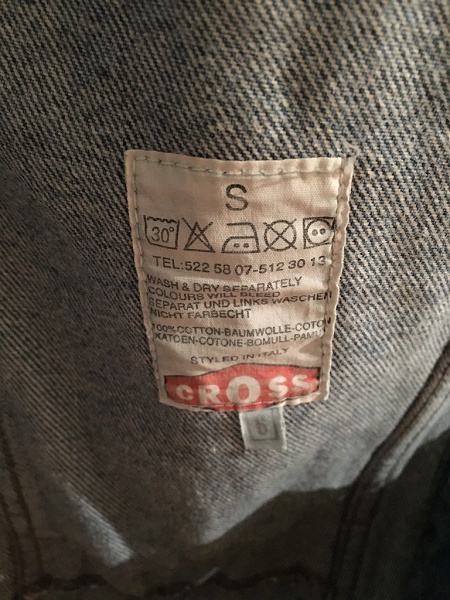 S
30°
TEL:522 58 07-512 30 13
WASH & DRY SEPARATELY
COLOURS WILL BLEED
SEPARAT UND LINKS WASCHEN
NICHT FARBECHT
100%COTTON-BAUMWOLLE-COTON
KATOEN-COTONE-BOMULL-PAMU
STYLED IN ITALY
CROSS